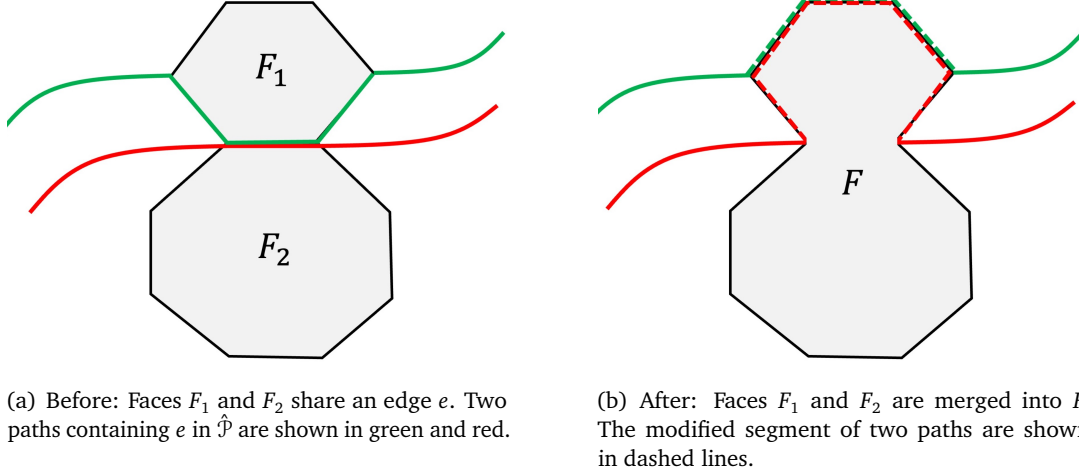 F₁
F₂
F
(a) Before: Faces F₁ and F₂ share an edge e. Two
paths containing e in 𝒫̂ are shown in green and red.
(b) After: Faces F₁ and F₂ are merged into F
The modified segment of two paths are shown
in dashed lines.